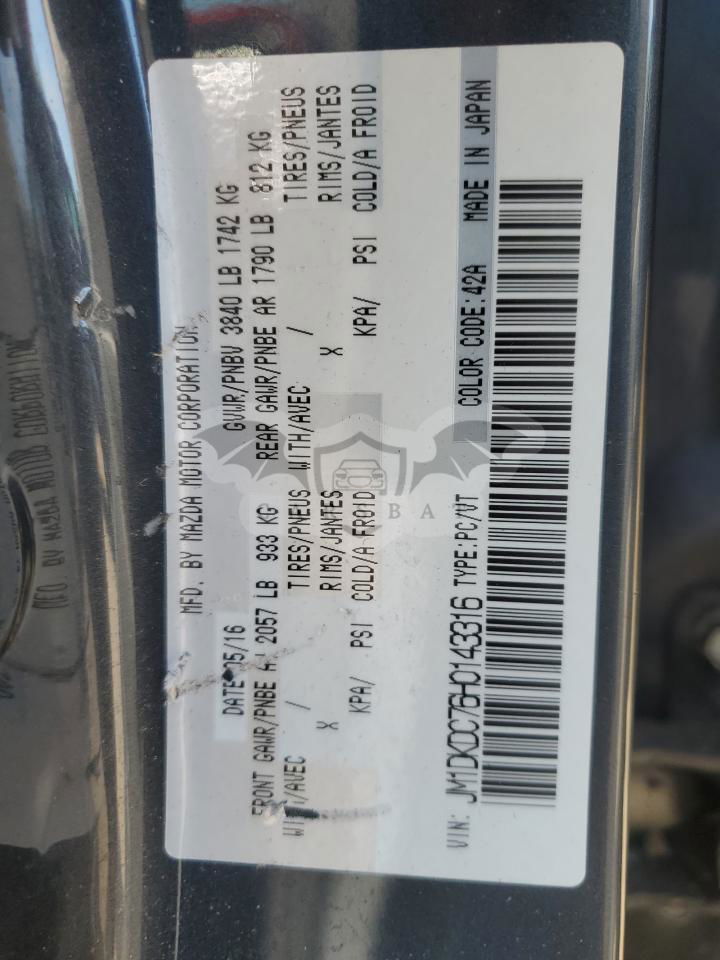 MFD. BY MAZDA MOTOR CORPORATION
DATE 05/16 GVWR/PNBV 3840 LB 1742 KG
FRONT GAWR/PNBE AV 2057 LB 933 KG REAR GAWR/PNBE AR 1790 LB 812 KG
WITH/AVEC TIRES/PNEUS WITH/AVEC TIRES/PNEUS
X RIMS/JANTES X RIMS/JANTES
KPA/ PSI COLD/A FROID KPA/ PSI COLD/A FROID
VIN: JM1DKDC76H0143316 TYPE:PC/VT COLOR CODE:42A MADE IN JAPAN